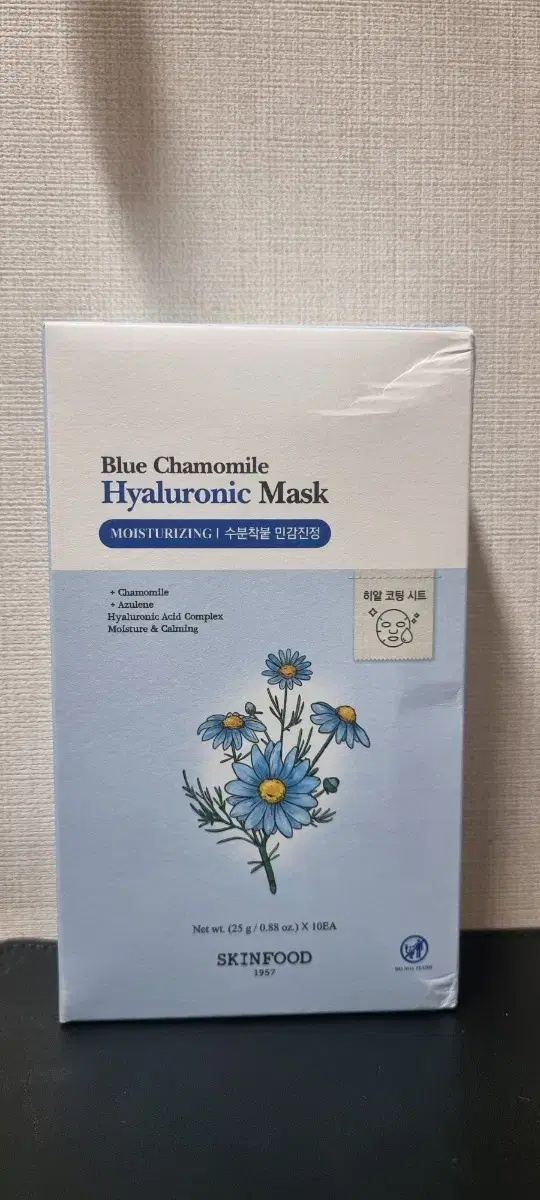 Blue Chamomile
Hyaluronic Mask
MOISTURIZING | 수분착붙 민감진정
+ Chamomile
+ Azulene
Hyaluronic Acid Complex
Moisture & Calming
히알 코팅 시트
Net wt. (25 g / 0.88 oz.) X 10EA
SKINFOOD
1957